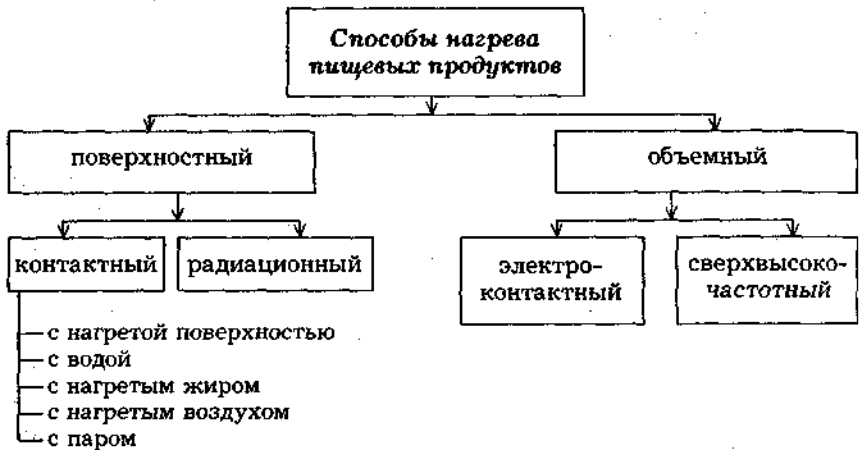 Способы нагрева
пищевых продуктов
поверхностный
объемный
контактный
радиационный
электро-
контактный
сверхвысоко-
частотный
с нагретой поверхностью
с водой
с нагретым жиром
с нагретым воздухом
с паром